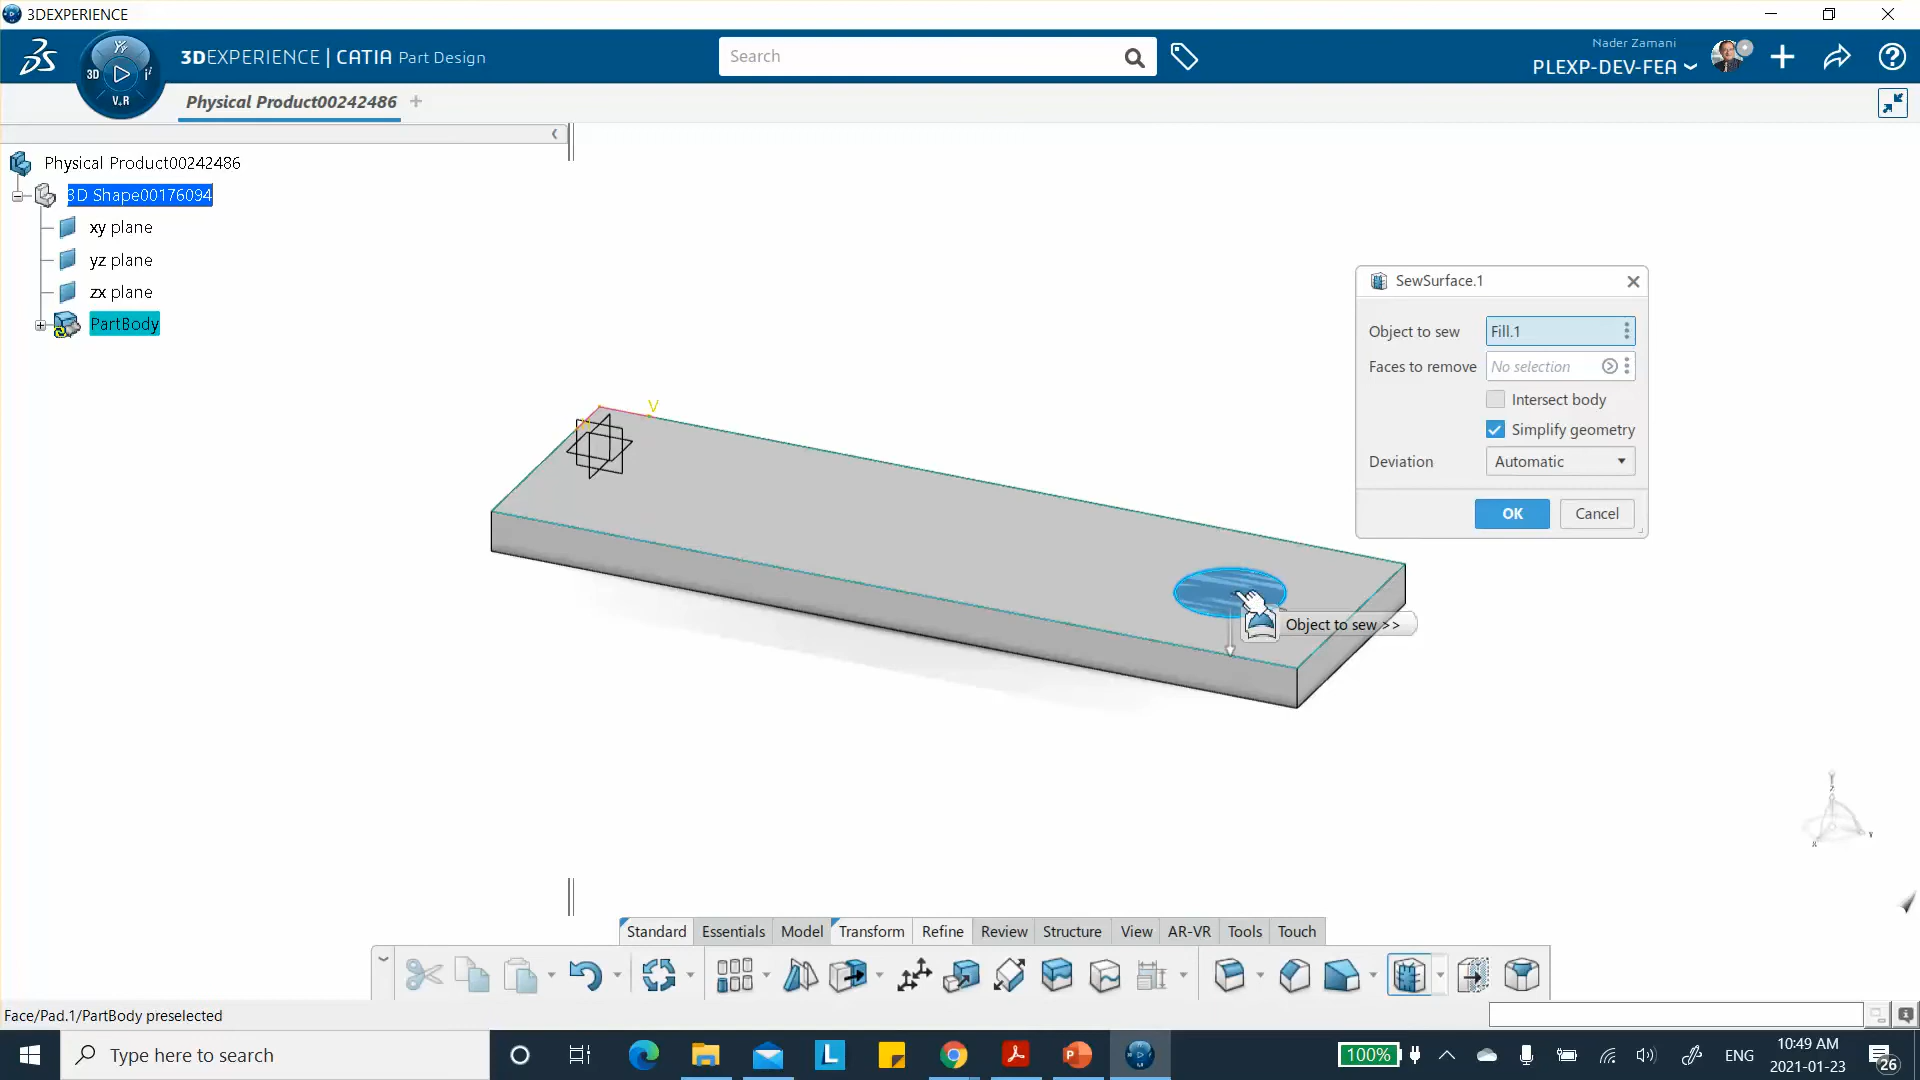 3DEXPERIENCE
3DEXPERIENCE | CATIA Part Design
Search
Nader Zamani
PLEXP-DEV-FEA
3D
V.R
Physical Product00242486
Physical Product00242486
3D Shape00176094
xy plane
yz plane
zx plane
PartBody
SewSurface.1
Object to sew
Fill.1
Faces to remove
No selection
Intersect body
Simplify geometry
Deviation
Automatic
OK
Cancel
V
Object to sew >>
Standard
Essentials
Model
Transform
Refine
Review
Structure
View
AR-VR
Tools
Touch
Face/Pad.1/PartBody preselected
Type here to search
100%
ENG
10:49 AM
2021-01-23
26